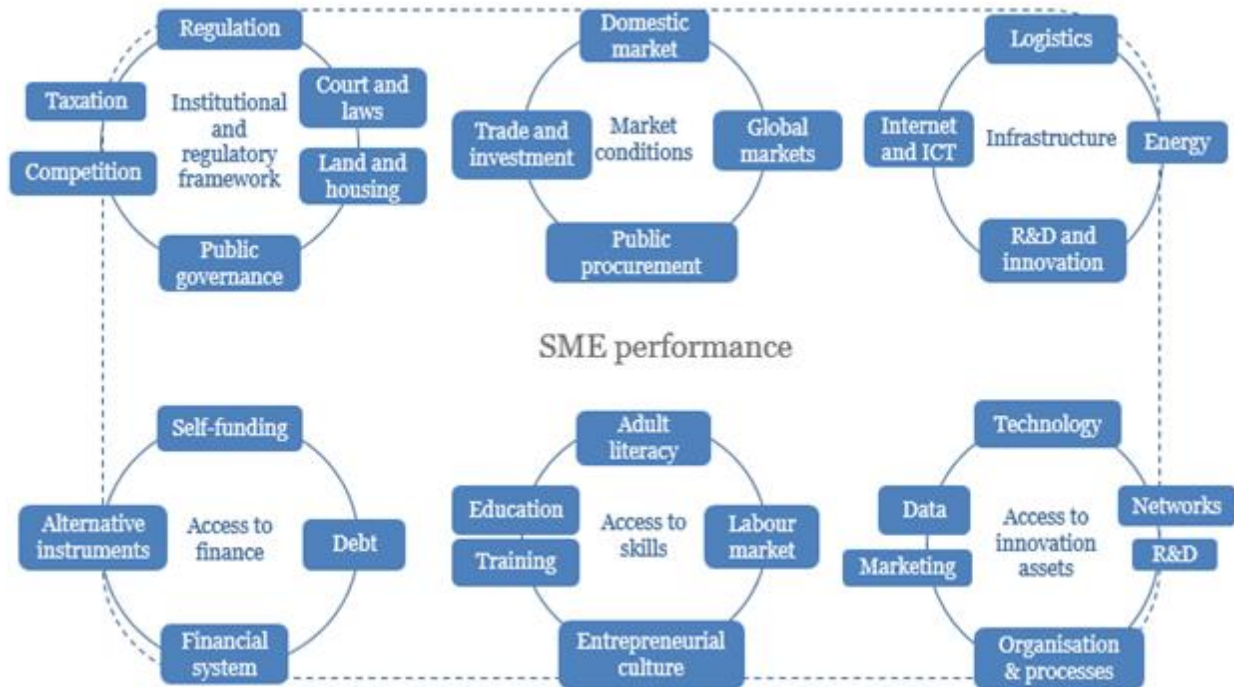 Regulation
Taxation
Court and
laws
Institutional
and
regulatory
framework
Competition
Land and
housing
Public
governance
Domestic
market
Trade and
investment
Market
conditions
Global
markets
Public
procurement
Logistics
Internet
and ICT
Infrastructure
Energy
R&D and
innovation
SME performance
Self-funding
Alternative
instruments
Access to
finance
Debt
Financial
system
Adult
literacy
Education
Training
Access to
skills
Labour
market
Entrepreneurial
culture
Technology
Data
Networks
Access to
innovation
assets
Marketing
R&D
Organisation
& processes